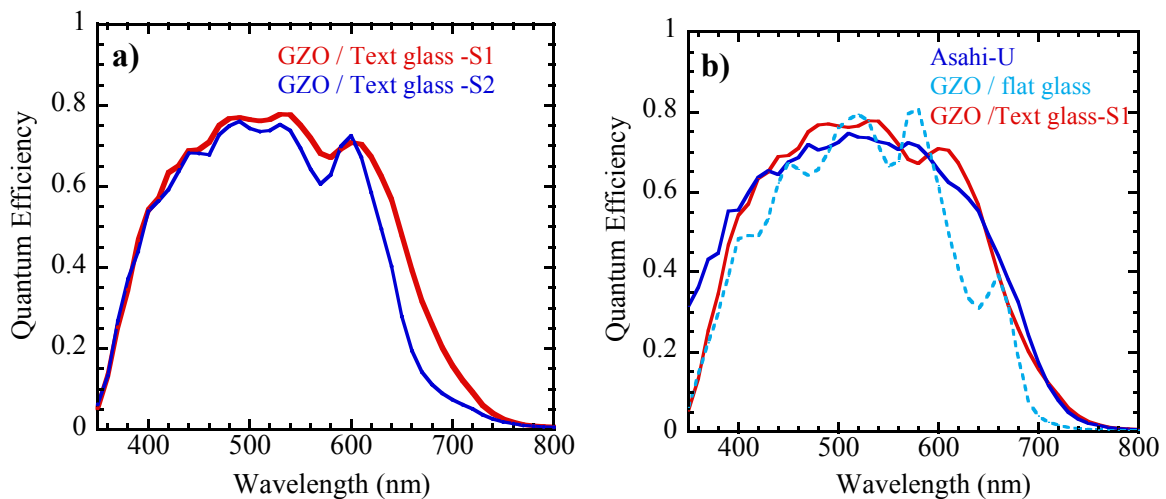 a)
GZO / Text glass -S1
GZO / Text glass -S2
1
0.8
0.6
0.4
0.2
0
400
500
600
700
800
Wavelength (nm)
Quantum Efficiency
b)
Asahi-U
GZO / flat glass
GZO /Text glass-S1
1
0.8
0.6
0.4
0.2
0
400
500
600
700
800
Wavelength (nm)
Quantum Efficiency